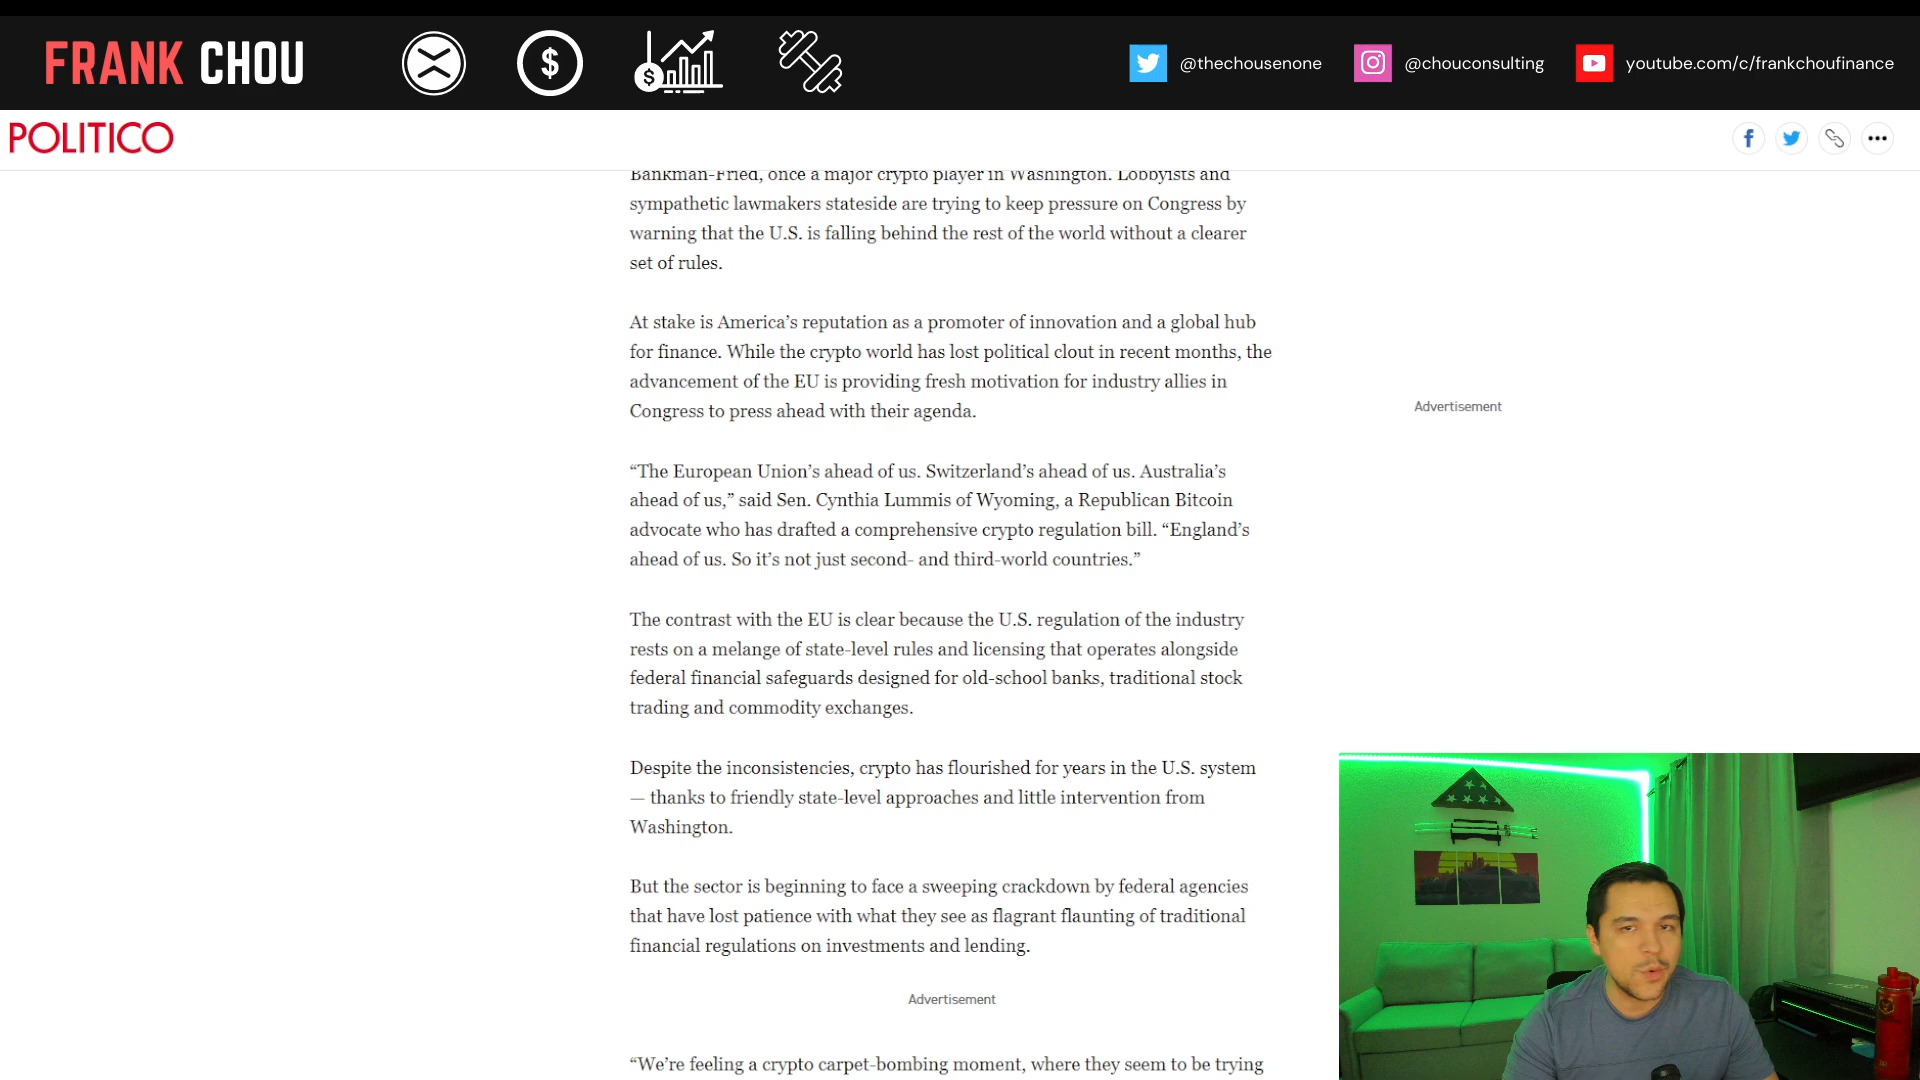 FRANK CHOU
@thechousenone
@chouconsulting
youtube.com/c/frankchoufinance
POLITICO
Bankman-Fried, once a major crypto player in Washington. Lobbyists and
sympathetic lawmakers stateside are trying to keep pressure on Congress by
warning that the U.S. is falling behind the rest of the world without a clearer
set of rules.
At stake is America’s reputation as a promoter of innovation and a global hub
for finance. While the crypto world has lost political clout in recent months, the
advancement of the EU is providing fresh motivation for industry allies in
Congress to press ahead with their agenda.
Advertisement
“The European Union’s ahead of us. Switzerland’s ahead of us. Australia’s
ahead of us,” said Sen. Cynthia Lummis of Wyoming, a Republican Bitcoin
advocate who has drafted a comprehensive crypto regulation bill. “England’s
ahead of us. So it’s not just second- and third-world countries.”
The contrast with the EU is clear because the U.S. regulation of the industry
rests on a melange of state-level rules and licensing that operates alongside
federal financial safeguards designed for old-school banks, traditional stock
trading and commodity exchanges.
Despite the inconsistencies, crypto has flourished for years in the U.S. system
— thanks to friendly state-level approaches and little intervention from
Washington.
But the sector is beginning to face a sweeping crackdown by federal agencies
that have lost patience with what they see as flagrant flaunting of traditional
financial regulations on investments and lending.
Advertisement
“We’re feeling a crypto carpet-bombing moment, where they seem to be trying